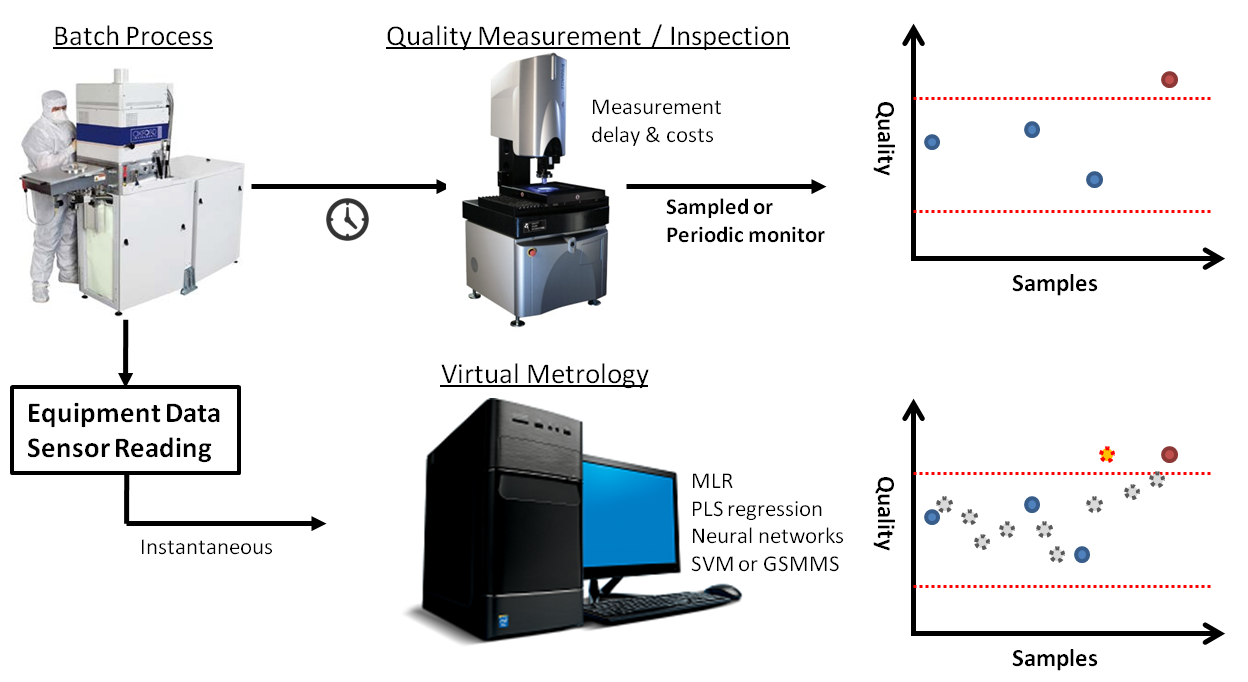 Batch Process
Quality Measurement / Inspection
OXFORD
Measurement
delay & costs
Sampled or
Periodic monitor
Quality
Samples
Virtual Metrology
Equipment Data
Sensor Reading
Instantaneous
MLR
PLS regression
Neural networks
SVM or GSMMS
Quality
Samples